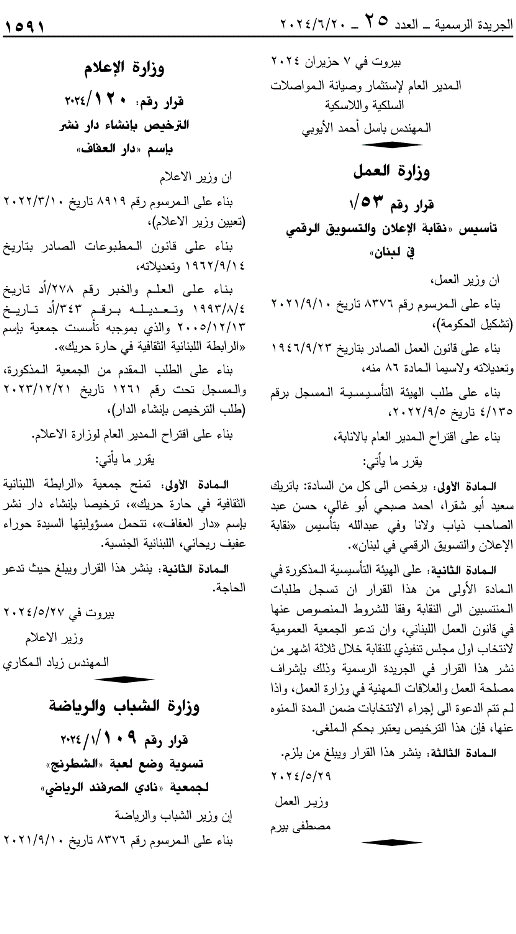 الجريدة الرسمية ــ العدد ٢٥ ــ ٢٠٢٤/٦/٢٠
١٥٩١
بيروت في ٧ حزيران ٢٠٢٤
المدير العام لإستثمار وصيانة المواصلات
السلكية واللاسكية
المهندس باسل أحمد الأيوبي
وزارة العمل
قرار رقم ١/٥٣
تأسيس «نقابة الإعلان والتسويق الرقمي
في لبنان»
ان وزير العمل،
بناء على المرسوم رقم ٨٣٧٦ تاريخ ٢٠٢١/٩/١٠
(تشكيل الحكومة)،
بناء على قانون العمل الصادر بتاريخ ١٩٤٦/٩/٢٣
وتعديلاته ولاسيما المادة ٨٦ منه،
بناء على طلب الهيئة التأسيسية المسجل برقم
٤/١٣٥ تاريخ ٢٠٢٢/٩/٥،
بناء على اقتراح المدير العام بالانابة،
يقرر ما يأتي:
المادة الأولى: يرخص الى كل من السادة: باتريك
سعيد أبو شقرا، احمد صبحي أبو غالي، حسن عبد
الصاحب ذياب ولانا وفي عبدالله بتأسيس «نقابة
الإعلان والتسويق الرقمي في لبنان».
المادة الثانية: على الهيئة التأسيسية المذكورة في
المادة الأولى من هذا القرار ان تسجل طلبات
المنتسبين الى النقابة وفقا للشروط المنصوص عنها
في قانون العمل اللبناني، وان تدعو الجمعية العمومية
لانتخاب اول مجلس تنفيذي للنقابة خلال ثلاثة اشهر من
نشر هذا القرار في الجريدة الرسمية وذلك بإشراف
مصلحة العمل والعلاقات المهنية في وزارة العمل، واذا
لم تتم الدعوة الى إجراء الانتخابات ضمن المدة المنوه
عنها، فإن هذا الترخيص يعتبر بحكم الملغى.
المادة الثالثة: ينشر هذا القرار ويبلغ من يلزم.
٢٠٢٤/٥/٢٩
وزير العمل
مصطفى بيرم
وزارة الإعلام
قرار رقم: ٢٠٢٤/١٢٠
الترخيص بإنشاء دار نشر
بإسم «دار العفاف»
ان وزير الاعلام
بناء على المرسوم رقم ٨٩١٩ تاريخ ٢٠٢٢/٣/١٠
(تعيين وزير الاعلام)،
بناء على قانون المطبوعات الصادر بتاريخ
١٩٦٢/٩/١٤ وتعديلاته،
بناء على العلم والخبر رقم ٢٧٨/أد تاريخ
١٩٩٣/٨/٤ وتعديله برقم ٣٤٣/أد تاريخ
٢٠٠٥/١٢/١٣ والذي بموجبه تأسست جمعية بإسم
«الرابطة اللبنانية الثقافية في حارة حريك».
بناء على الطلب المقدم من الجمعية المذكورة،
والمسجل تحت رقم ١٢٦١ تاريخ ٢٠٢٣/١٢/٢١
(طلب الترخيص بإنشاء الدار)،
بناء على اقتراح المدير العام لوزارة الاعلام.
يقرر ما يأتي:
المادة الأولى: تمنح جمعية «الرابطة اللبنانية
الثقافية في حارة حريك»، ترخيصا بإنشاء دار نشر
بإسم «دار العفاف»، تتحمل مسؤوليتها السيدة حوراء
عفيف ريحاني، اللبنانية الجنسية.
المادة الثانية: ينشر هذا القرار ويبلغ حيث تدعو
الحاجة.
بيروت في ٢٠٢٤/٥/٢٧
وزير الاعلام
المهندس زياد المكاري
وزارة الشباب والرياضة
قرار رقم ٢٠٢٤/١/١٠٩
تسوية وضع لعبة «الشطرنج»
لجمعية «نادي الصرفند الرياضي»
إن وزير الشباب والرياضة
بناء على المرسوم رقم ٨٣٧٦ تاريخ ٢٠٢١/٩/١٠